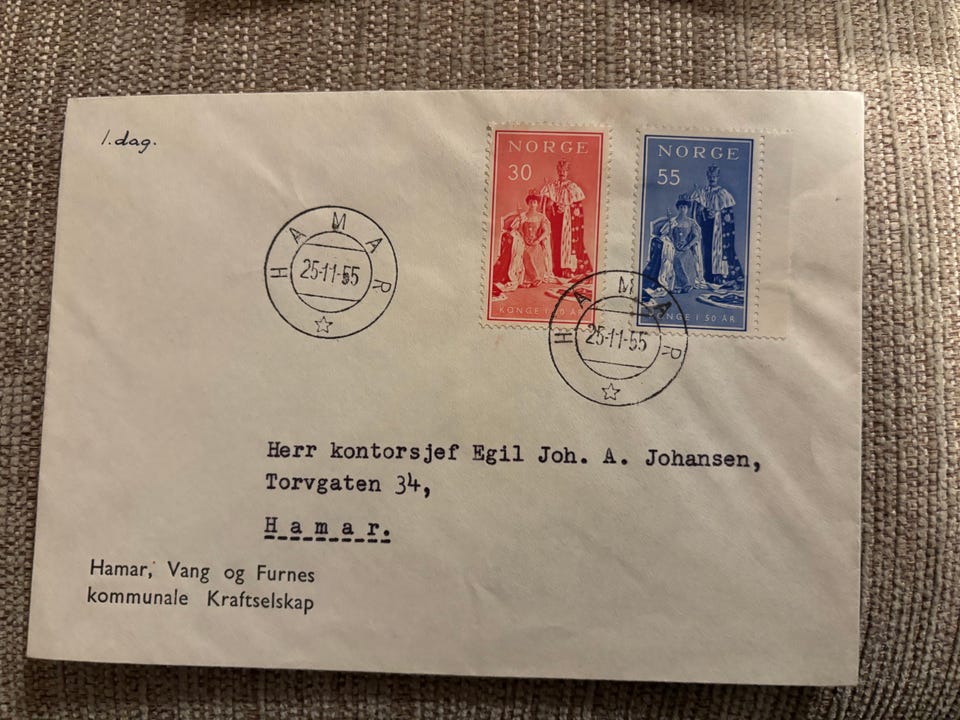 1. dag.
HAMAR
25-11-55
NORGE
30
KONGE I 50 ÅR
NORGE
55
KONGE I 50 ÅR
HAMAR
25-11-55
Herr kontorsjef Egil Joh. A. Johansen,
Torvgaten 34,
Hamar.
Hamar, Vang og Furnes
kommunale Kraftselskap